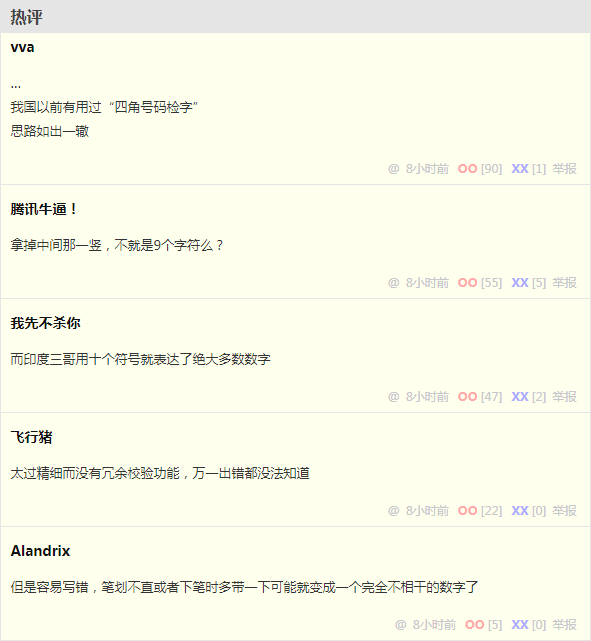 热评
vva
...
我国以前有用过“四角号码检字”
思路如出一辙
@ 8小时前 OO [90] XX [1] 举报
腾讯牛逼！
拿掉中间那一竖，不就是9个字符么？
@ 8小时前 OO [55] XX [5] 举报
我先不杀你
而印度三哥用十个符号就表达了绝大多数数字
@ 8小时前 OO [47] XX [2] 举报
飞行猪
太过精细而没有冗余校验功能，万一出错都没法知道
@ 8小时前 OO [22] XX [0] 举报
Alandrix
但是容易写错，笔划不直或者下笔时多带一下可能就变成一个完全不相干的数字了
@ 8小时前 OO [5] XX [0] 举报